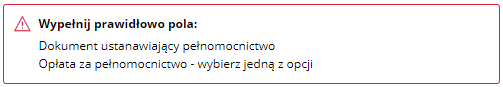 Wypełnij prawidłowo pola:
Dokument ustanawiający pełnomocnictwo
Opłata za pełnomocnictwo - wybierz jedną z opcji